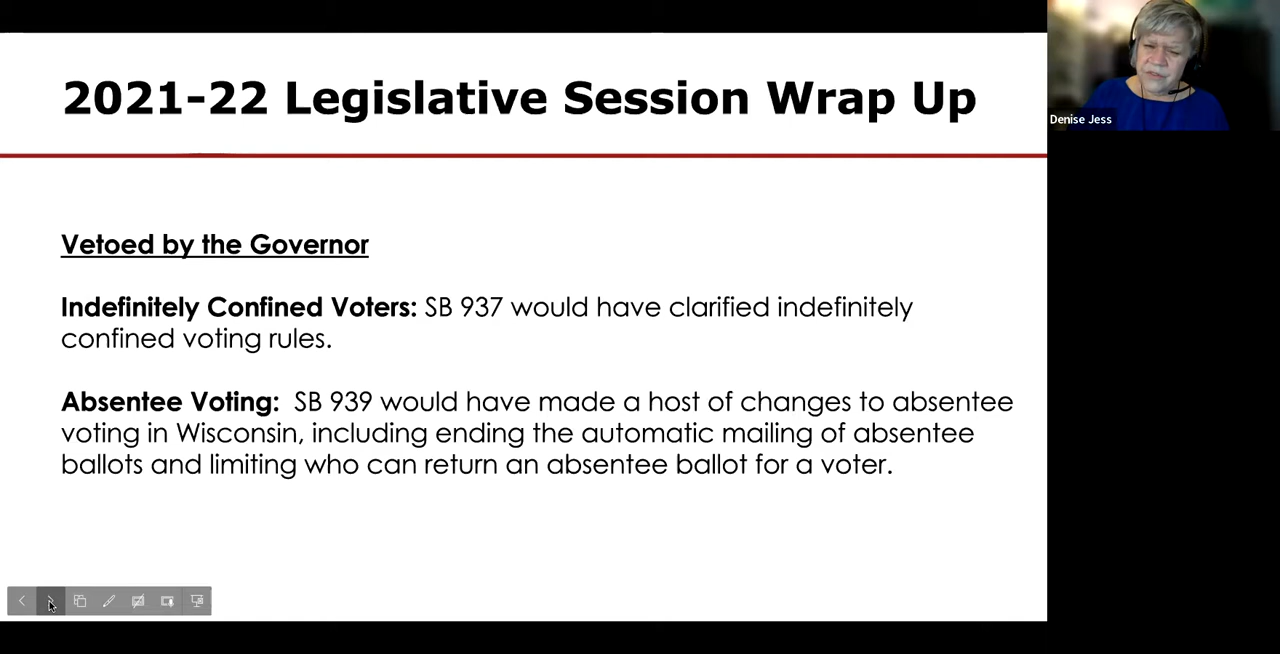 2021-22 Legislative Session Wrap Up
Denise Jess
Vetoed by the Governor
Indefinitely Confined Voters: SB 937 would have clarified indefinitely
confined voting rules.
Absentee Voting:  SB 939 would have made a host of changes to absentee
voting in Wisconsin, including ending the automatic mailing of absentee
ballots and limiting who can return an absentee ballot for a voter.